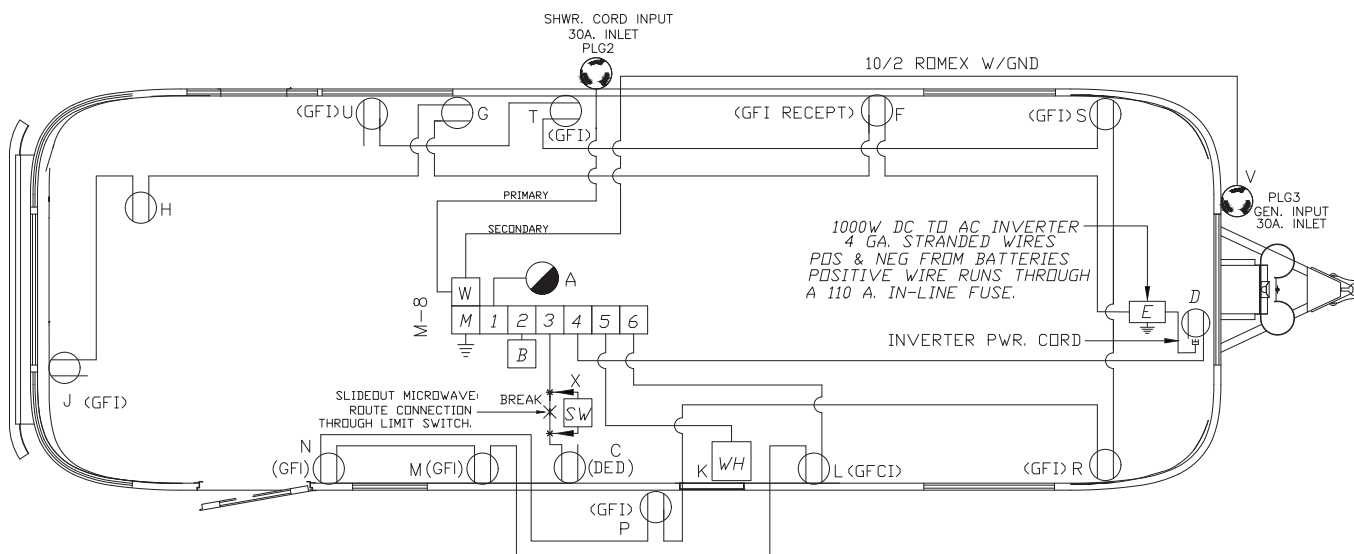 SHWR. CORD INPUT
30A. INLET
PLG2
10/2 ROMEX W/GND
(GFI) U
G
T
(GFI)
(GFI RECEPT) F
(GFI) S
V
PLG3
GEN. INPUT
30A. INLET
H
PRIMARY
SECONDARY
1000W DC TO AC INVERTER
4 GA. STRANDED WIRES
POS & NEG FROM BATTERIES
POSITIVE WIRE RUNS THROUGH
A 110 A. IN-LINE FUSE.
A
W
M-8
M 1 2 3 4 5 6
B
E
D
INVERTER PWR. CORD
J (GFI)
SLIDEOUT MICROWAVE:
ROUTE CONNECTION
THROUGH LIMIT SWITCH.
BREAK
X
SW
N
(GFI)
M (GFI)
C
(DED)
K
WH
L (GFCI)
(GFI) R
(GFI)
P